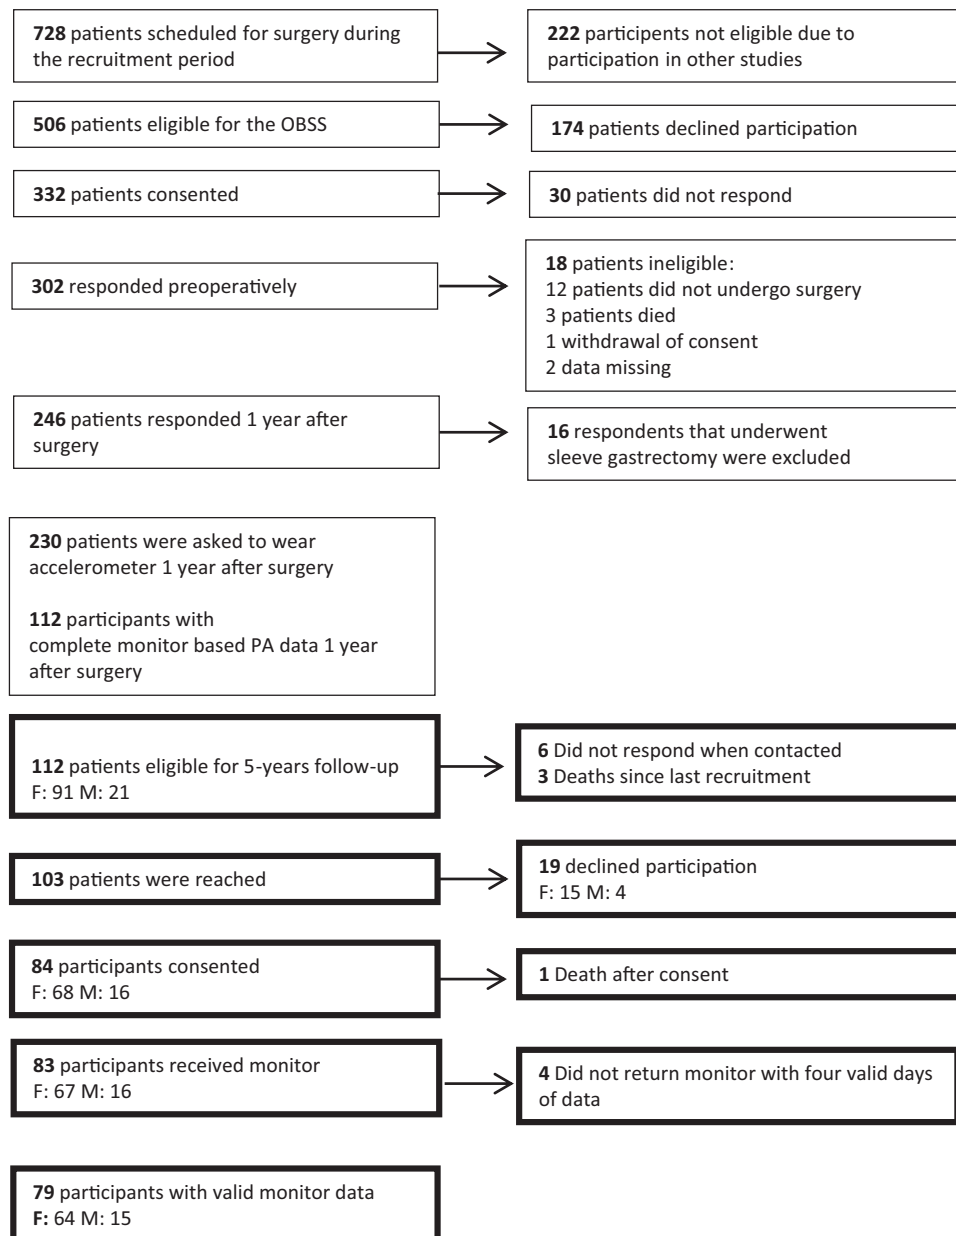 728 patients scheduled for surgery during
the recruitment period
222 participents not eligible due to
participation in other studies
506 patients eligible for the OBSS
174 patients declined participation
332 patients consented
30 patients did not respond
302 responded preoperatively
18 patients ineligible:
12 patients did not undergo surgery
3 patients died
1 withdrawal of consent
2 data missing
246 patients responded 1 year after
surgery
16 respondents that underwent
sleeve gastrectomy were excluded
230 patients were asked to wear
accelerometer 1 year after surgery
112 participants with
complete monitor based PA data 1 year
after surgery
112 patients eligible for 5-years follow-up
F: 91 M: 21
6 Did not respond when contacted
3 Deaths since last recruitment
103 patients were reached
19 declined participation
F: 15 M: 4
84 participants consented
F: 68 M: 16
1 Death after consent
83 participants received monitor
F: 67 M: 16
4 Did not return monitor with four valid days
of data
79 participants with valid monitor data
F: 64 M: 15